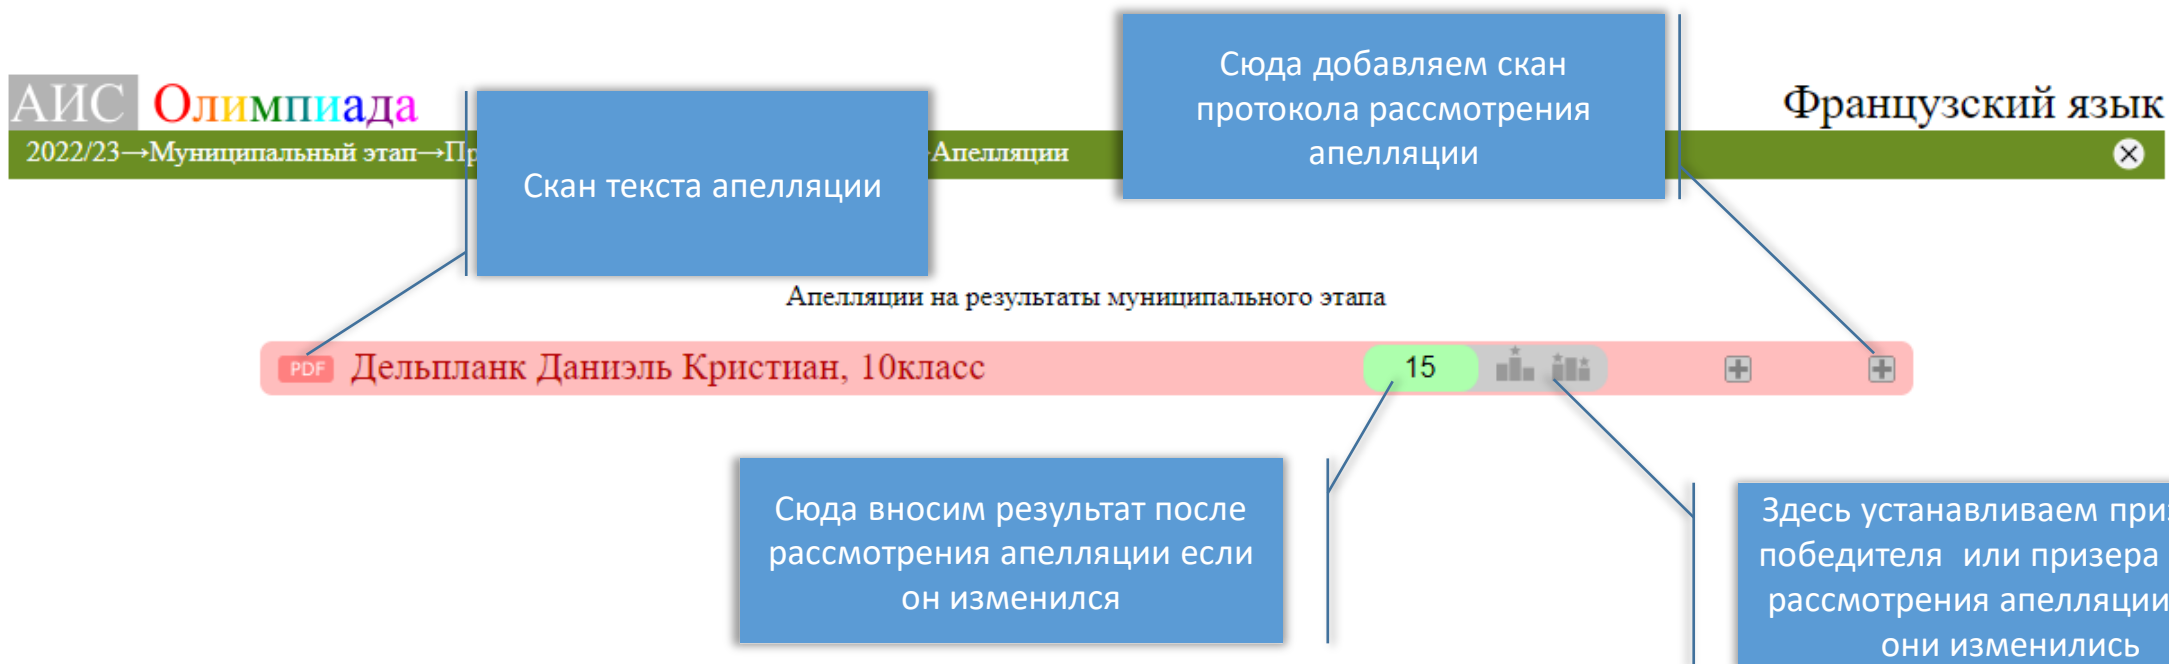 Сюда добавляем скан
протокола рассмотрения
апелляции
АИС Олимпиада
Французский язык
2022/23→Муниципальный этап→Пр
Апелляции
Скан текста апелляции
Апелляции на результаты муниципального этапа
PDF Дельпланк Даниэль Кристиан, 10класс 15
Сюда вносим результат после
рассмотрения апелляции если
он изменился
Здесь устанавливаем при
победителя или призера
рассмотрения апелляции
они изменились